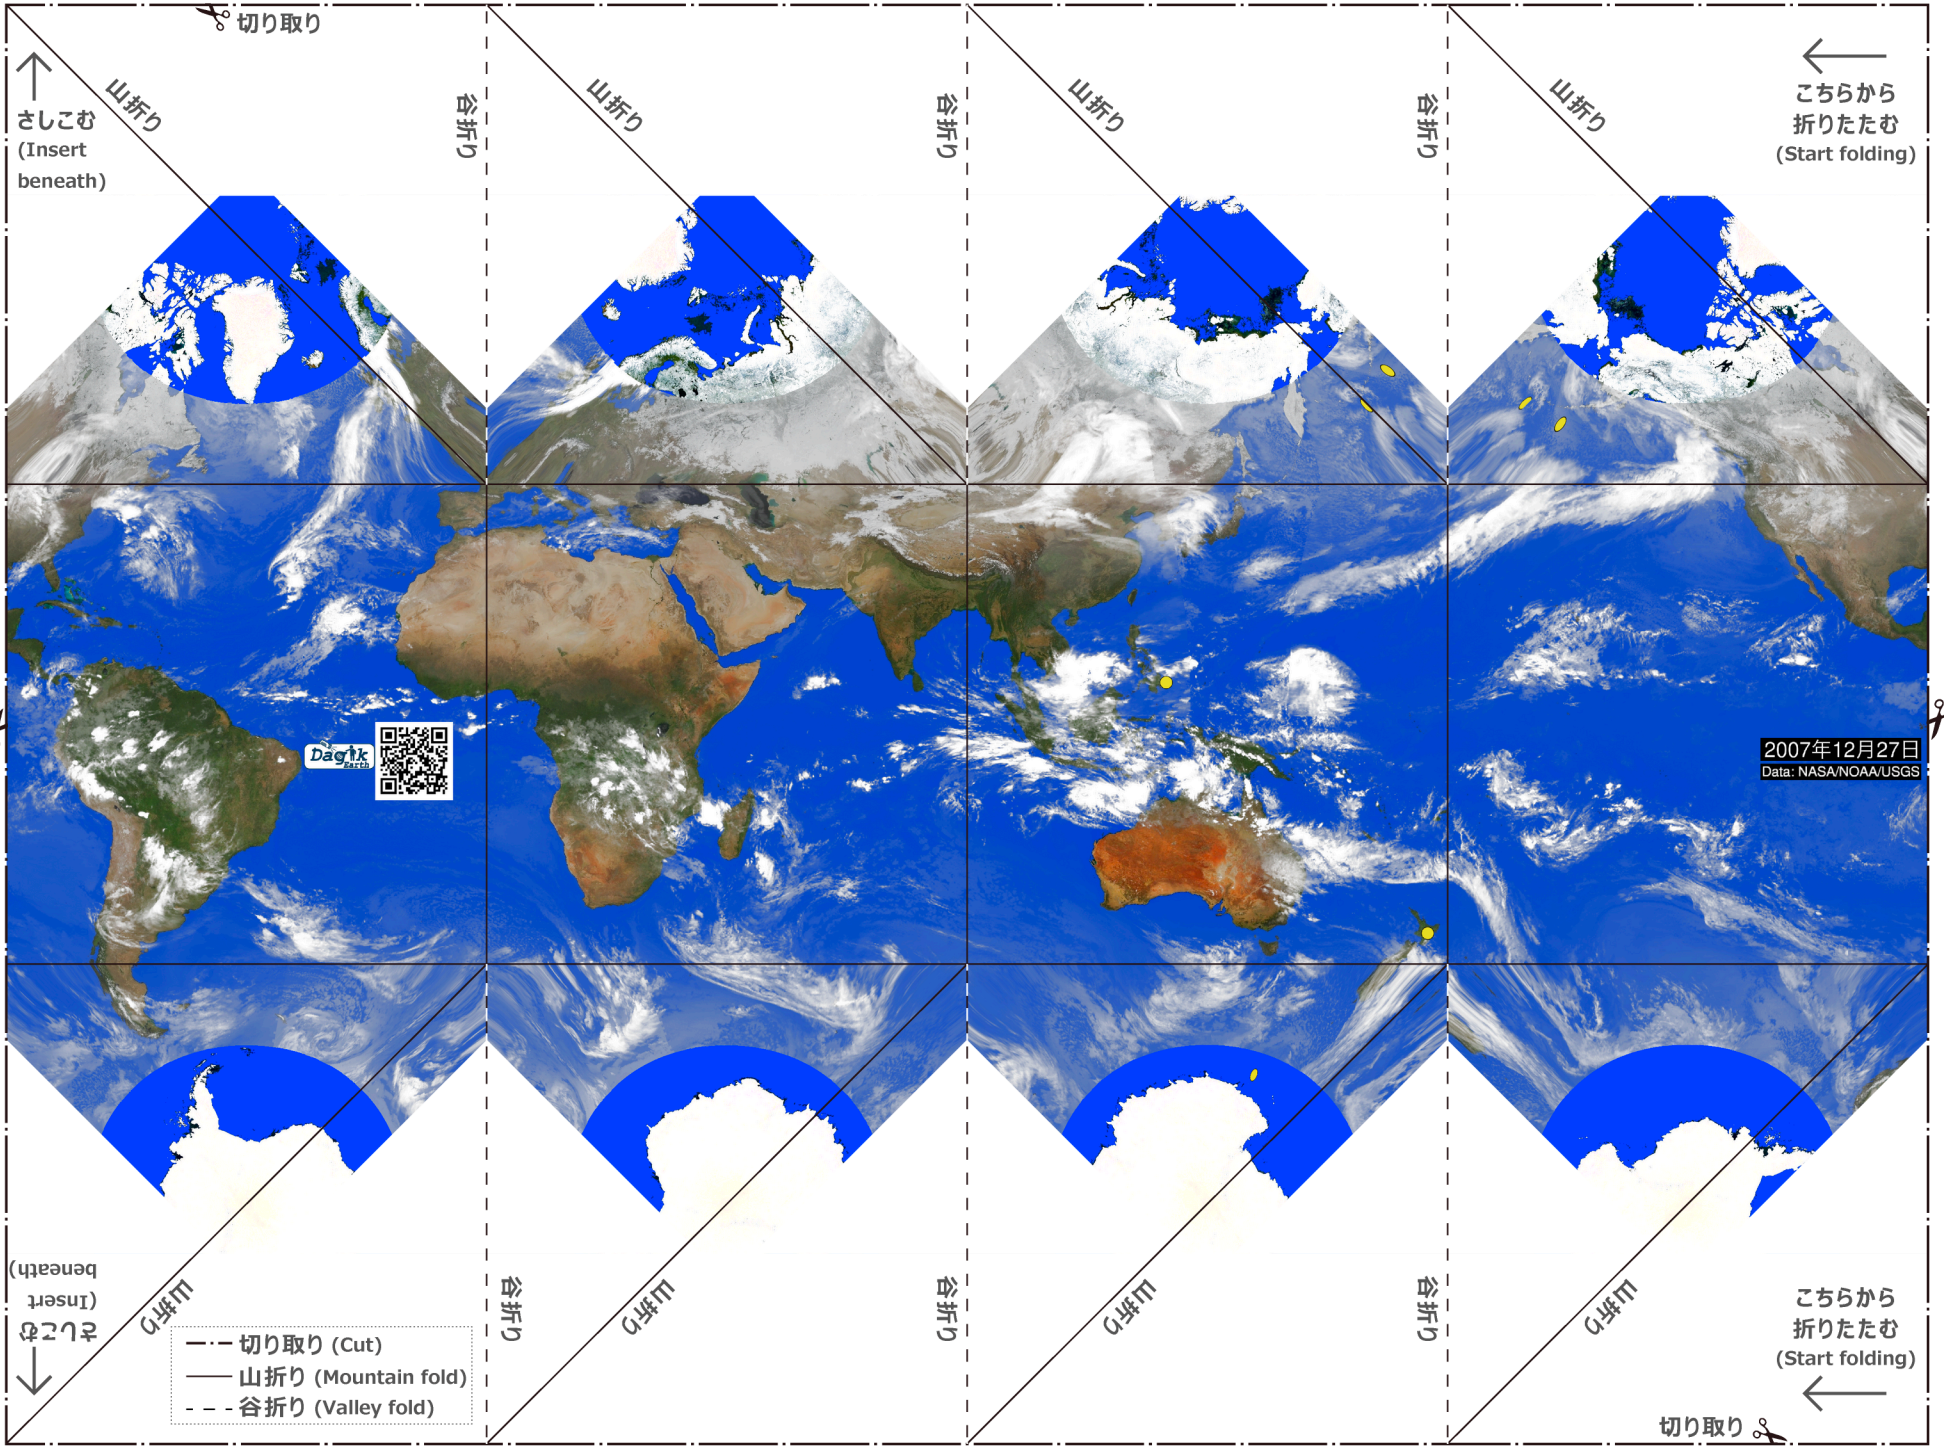 切り取り
山折り
谷折り
山折り
谷折り
山折り
谷折り
山折り
さしこむ
(Insert
beneath)
こちらから
折りたたむ
(Start folding)
Dagik
Earth
2007年12月27日
Data: NASA/NOAA/USGS
さしこむ
(Insert
beneath)
山折り
谷折り
山折り
谷折り
山折り
谷折り
山折り
こちらから
折りたたむ
(Start folding)
切り取り (Cut)
山折り (Mountain fold)
谷折り (Valley fold)
切り取り